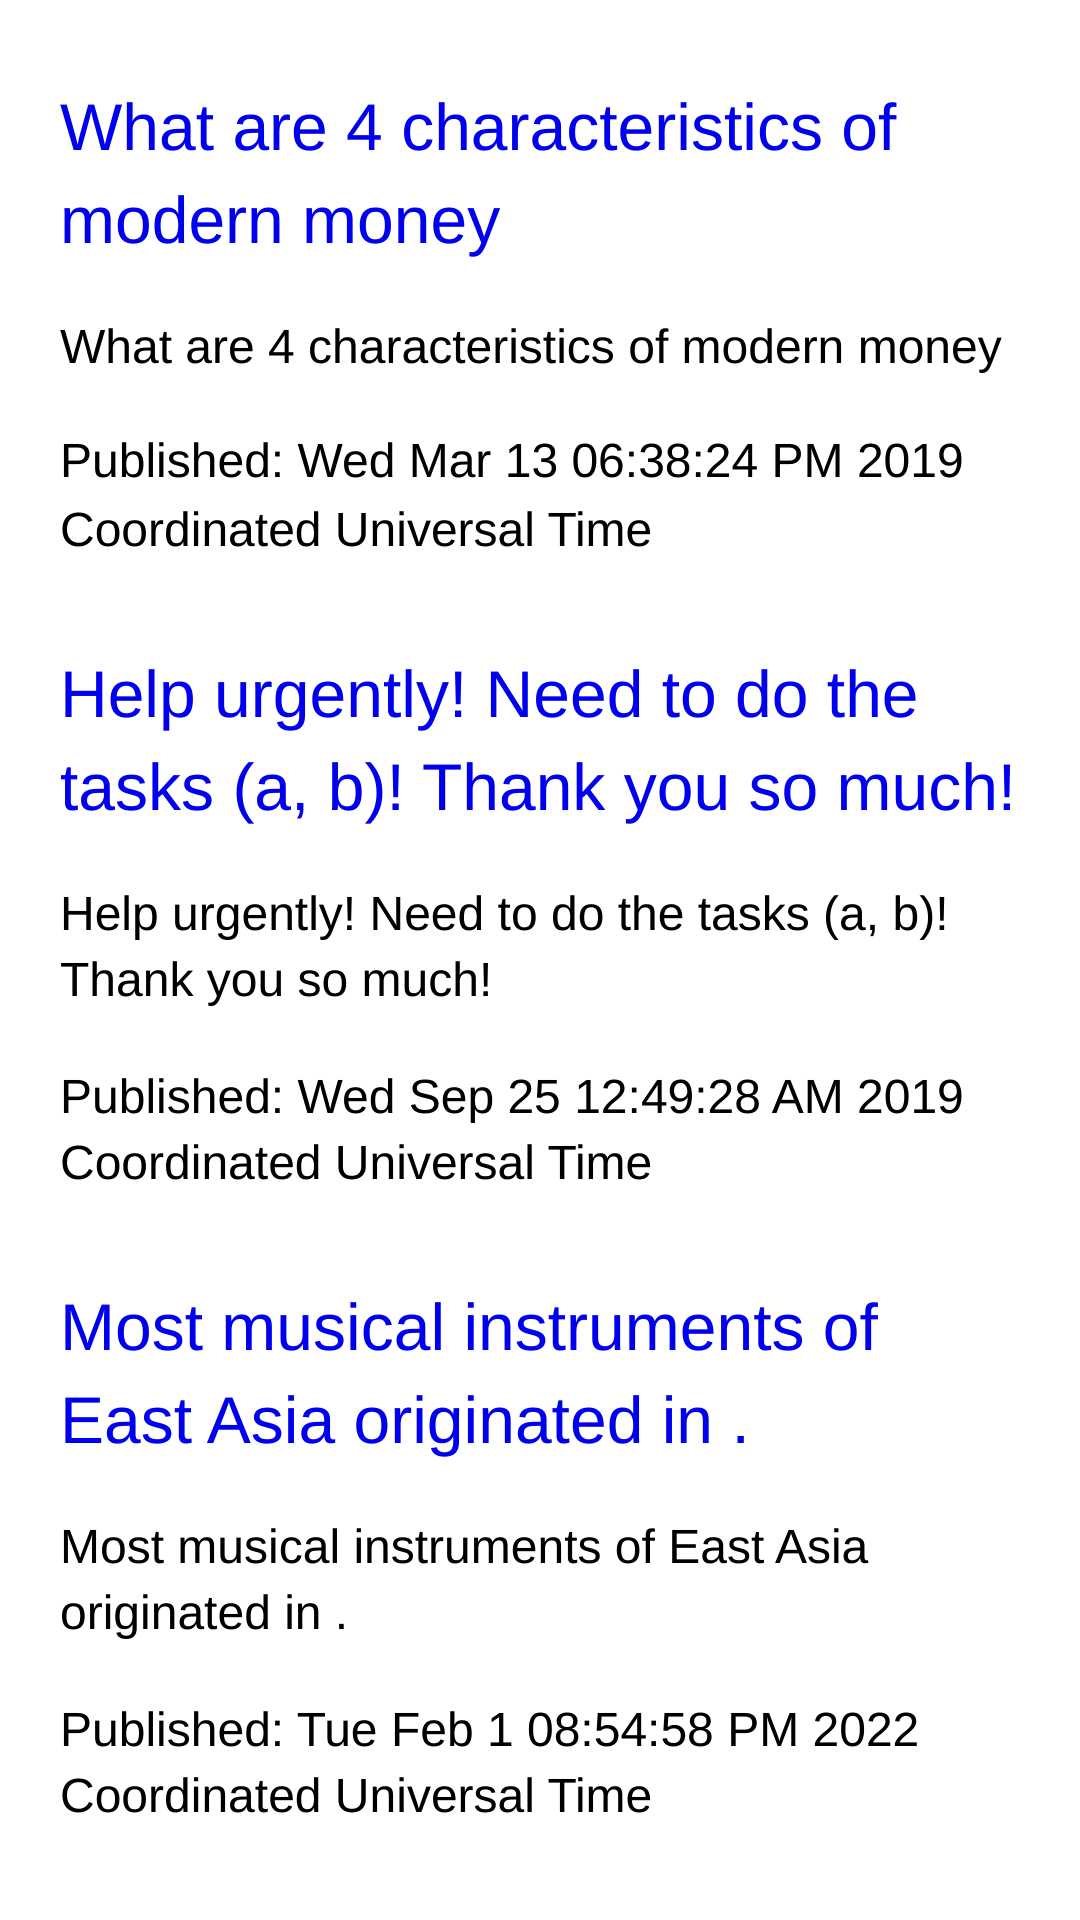 What are 4 characteristics of
modern money
What are 4 characteristics of modern money
Published: Wed Mar 13 06:38:24 PM 2019
Coordinated Universal Time
Help urgently! Need to do the
tasks (a, b)! Thank you so much!
Help urgently! Need to do the tasks (a, b)!
Thank you so much!
Published: Wed Sep 25 12:49:28 AM 2019
Coordinated Universal Time
Most musical instruments of
East Asia originated in .
Most musical instruments of East Asia
originated in .
Published: Tue Feb 1 08:54:58 PM 2022
Coordinated Universal Time